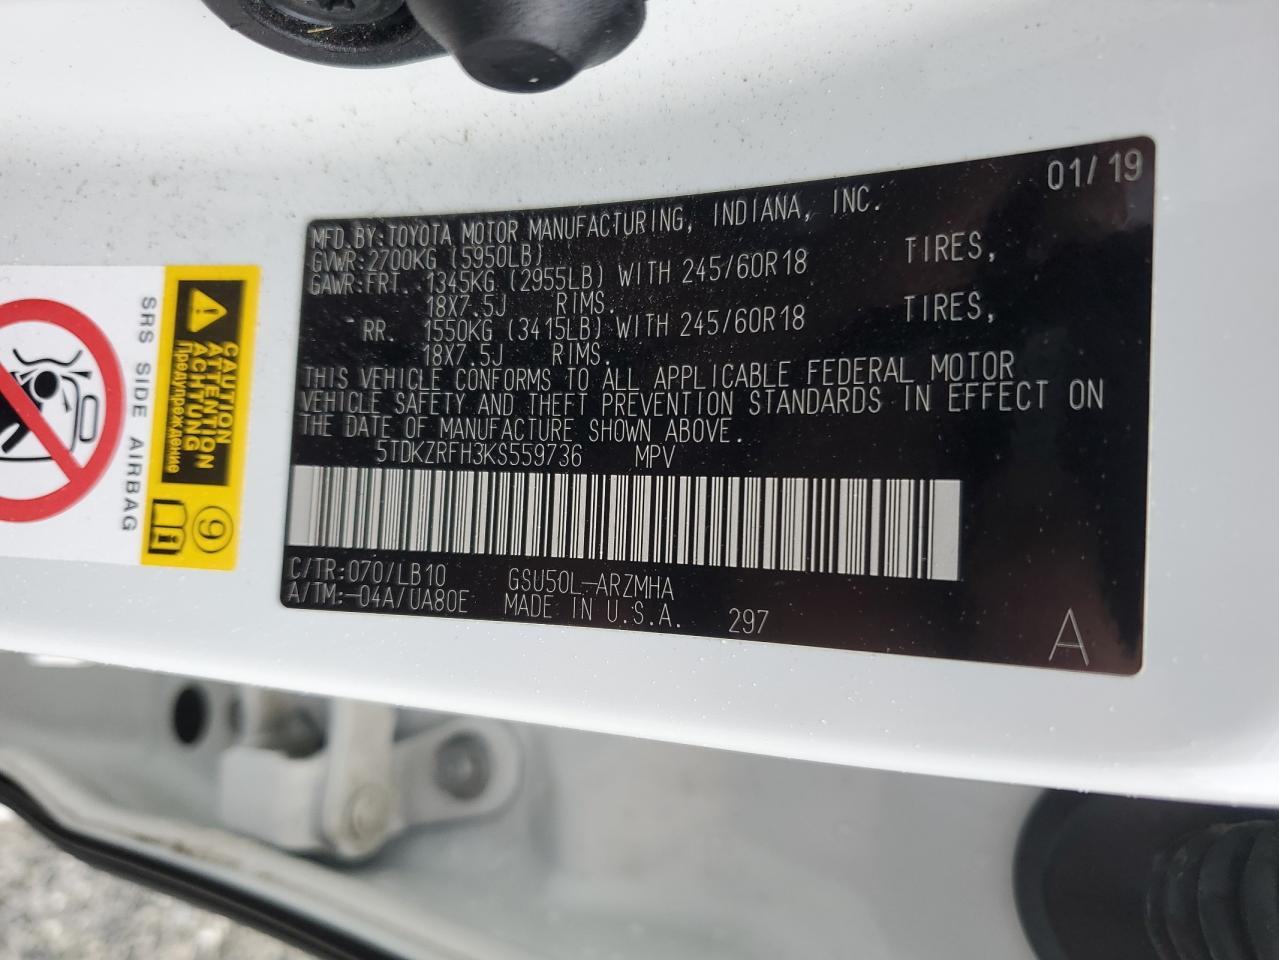 01/19
MFD.BY:TOYOTA MOTOR MANUFACTURING, INDIANA, INC.
GVWR:2700KG (5950LB)
GAWR:FRT. 1345KG (2955LB) WITH 245/60R18 TIRES,
18X7.5J RIMS.
RR. 1550KG (3415LB) WITH 245/60R18 TIRES,
18X7.5J RIMS.
THIS VEHICLE CONFORMS TO ALL APPLICABLE FEDERAL MOTOR
VEHICLE SAFETY AND THEFT PREVENTION STANDARDS IN EFFECT ON
THE DATE OF MANUFACTURE SHOWN ABOVE.
5TDKZRFH3KS559736 MPV
C/TR:070/LB10 GSU50L-ARZMHA
A/TM:-04A/UA80E MADE IN U.S.A. 297
A
CAUTION
ATTENTION
ACHTUNG
Предупреждение
9
SRS SIDE AIRBAG